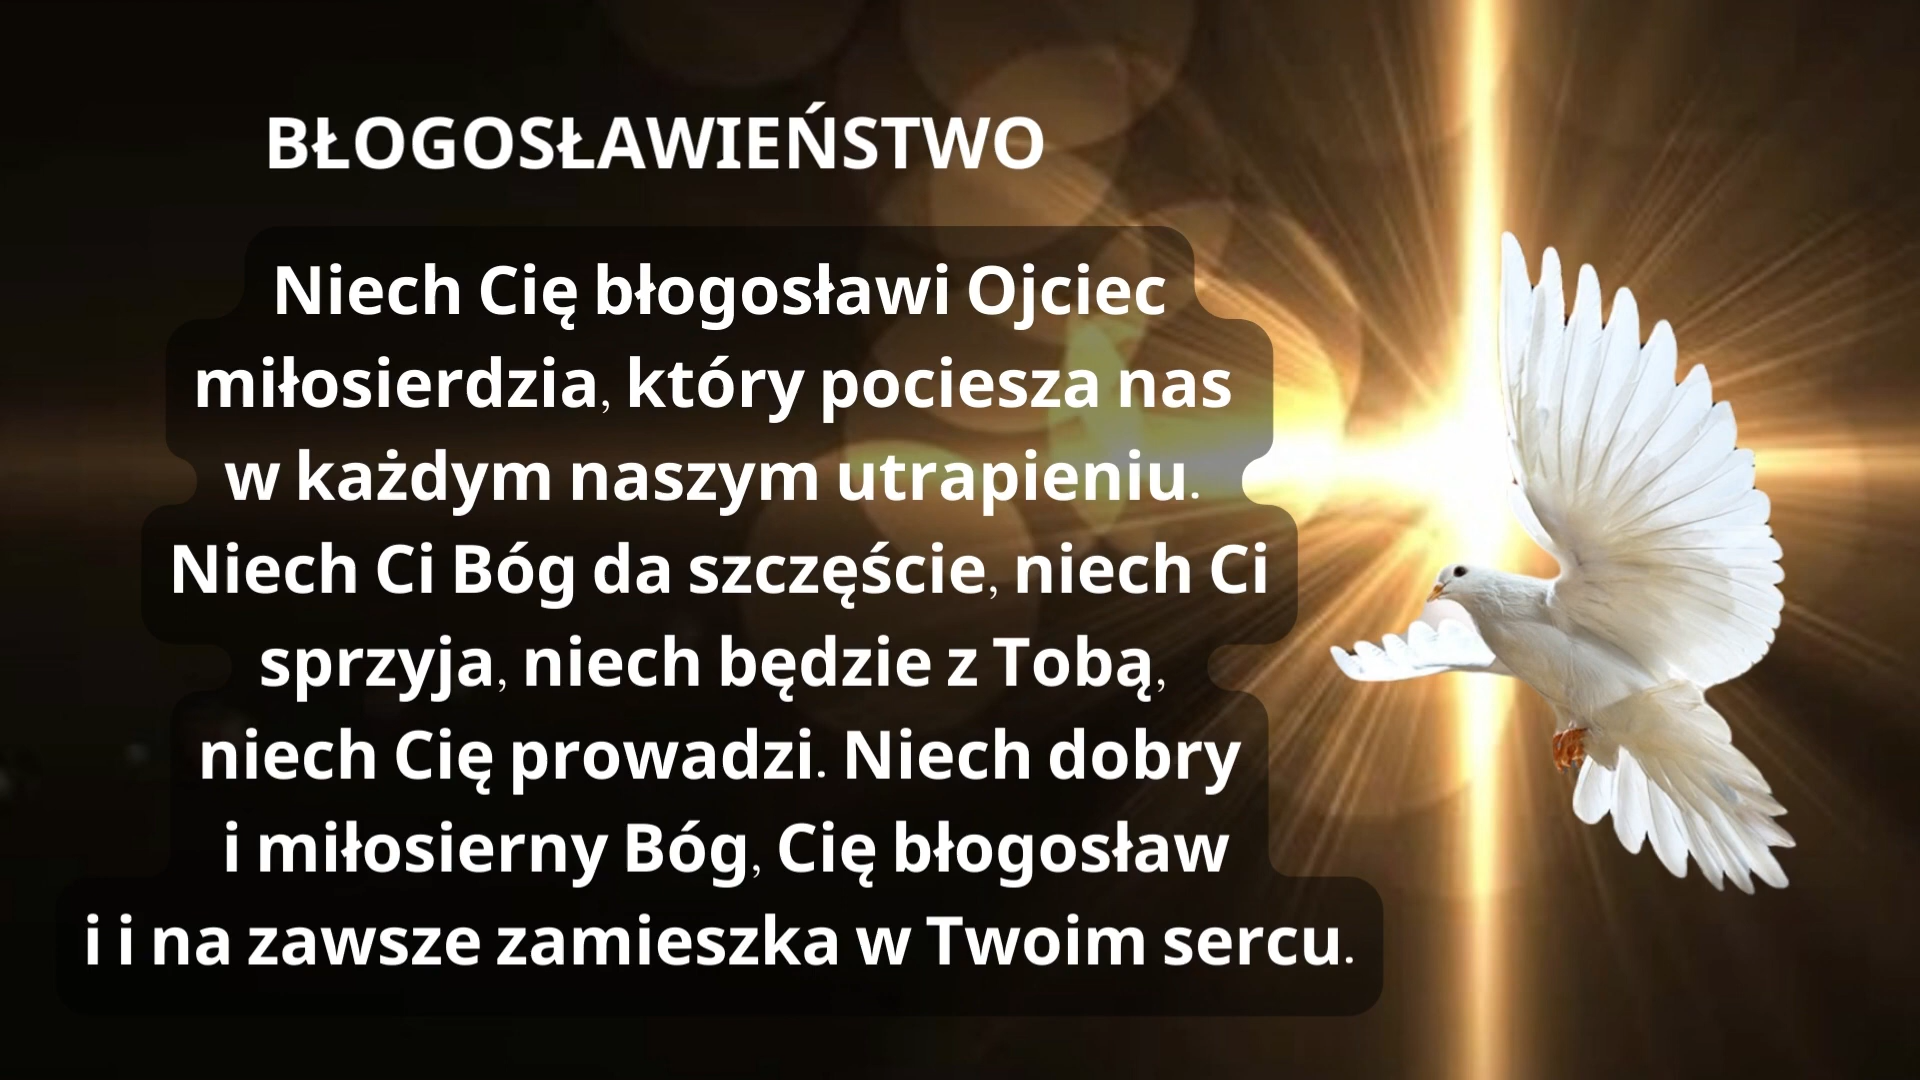 BŁOGOSŁAWIEŃSTWO
Niech Cię błogosławi Ojciec
miłosierdzia, który pociesza nas
w każdym naszym utrapieniu.
Niech Ci Bóg da szczęście, niech Ci
sprzyja, niech będzie z Tobą,
niech Cię prowadzi. Niech dobry
i miłosierny Bóg, Cię błogosław
i i na zawsze zamieszka w Twoim sercu.